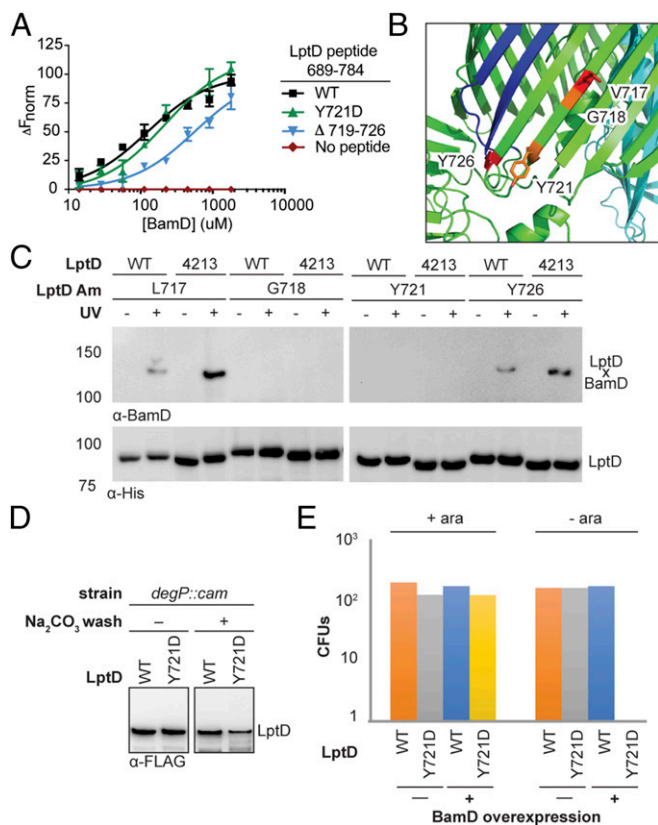 A
ΔFnorm
125
100
75
50
25
0
10
100
1000
10000
[BamD] (uM)
LptD peptide
689-784
WT
Y721D
Δ 719-726
No peptide
B
V717
G718
Y726
Y721
C
LptD WT 4213 WT 4213 WT 4213 WT 4213
LptD Am L717 G718 Y721 Y726
UV - + - + - + - + - + - + - + - +
150
100
LptD
x
BamD
α-BamD
100
75
LptD
α-His
D
strain degP::cam
Na2CO3 wash – +
LptD WT Y721D WT Y721D
LptD
α-FLAG
E
+ ara - ara
CFUs
10³
10²
10
1
LptD WT Y721D WT Y721D WT Y721D WT Y721D
— + — +
BamD overexpression